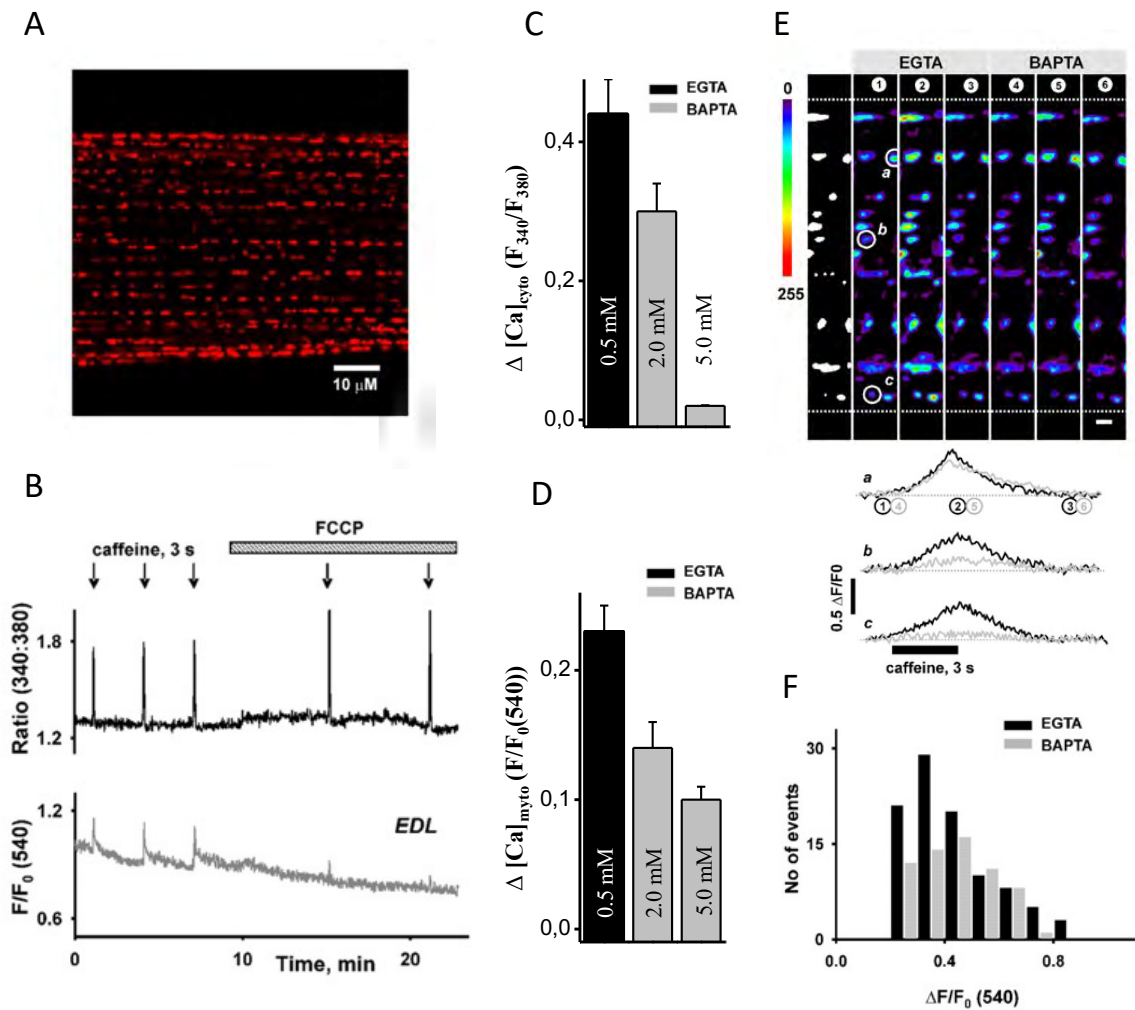 A
10 µM
B
FCCP
caffeine, 3 s
Ratio (340:380)
1.8
1.2
F/F0 (540)
1.2
0.6
EDL
0
10
20
Time, min
C
EGTA
BAPTA
Δ [Ca]cyto (F340/F380)
0,4
0,2
0,0
0.5 mM
2.0 mM
5.0 mM
D
EGTA
BAPTA
Δ [Ca]myto (F/F0(540))
0,2
0,1
0,0
0.5 mM
2.0 mM
5.0 mM
E
EGTA
BAPTA
0
255
1 2 3 4 5 6
a
b
c
a
1 4 2 5 3 6
b
c
0.5 ΔF/F0
caffeine, 3 s
F
EGTA
BAPTA
No of events
30
15
0
0.0
0.4
0.8
ΔF/F0 (540)